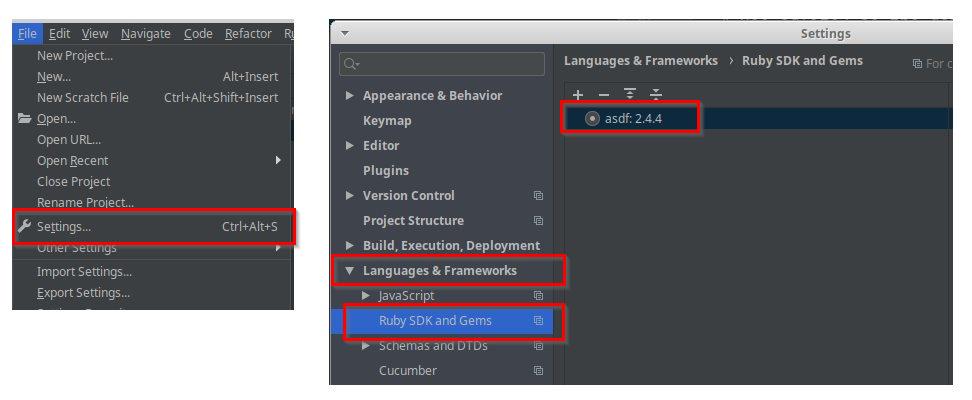 File Edit View Navigate Code Refactor
New Project...
New... Alt+Insert
New Scratch File Ctrl+Alt+Shift+Insert
Open...
Open URL...
Open Recent
Close Project
Rename Project...
Settings... Ctrl+Alt+S
Other Settings
Import Settings...
Export Settings...
Settings
Appearance & Behavior
Keymap
Editor
Plugins
Version Control
Project Structure
Build, Execution, Deployment
Languages & Frameworks
JavaScript
Ruby SDK and Gems
Schemas and DTDs
Cucumber
Languages & Frameworks › Ruby SDK and Gems For c
asdf: 2.4.4